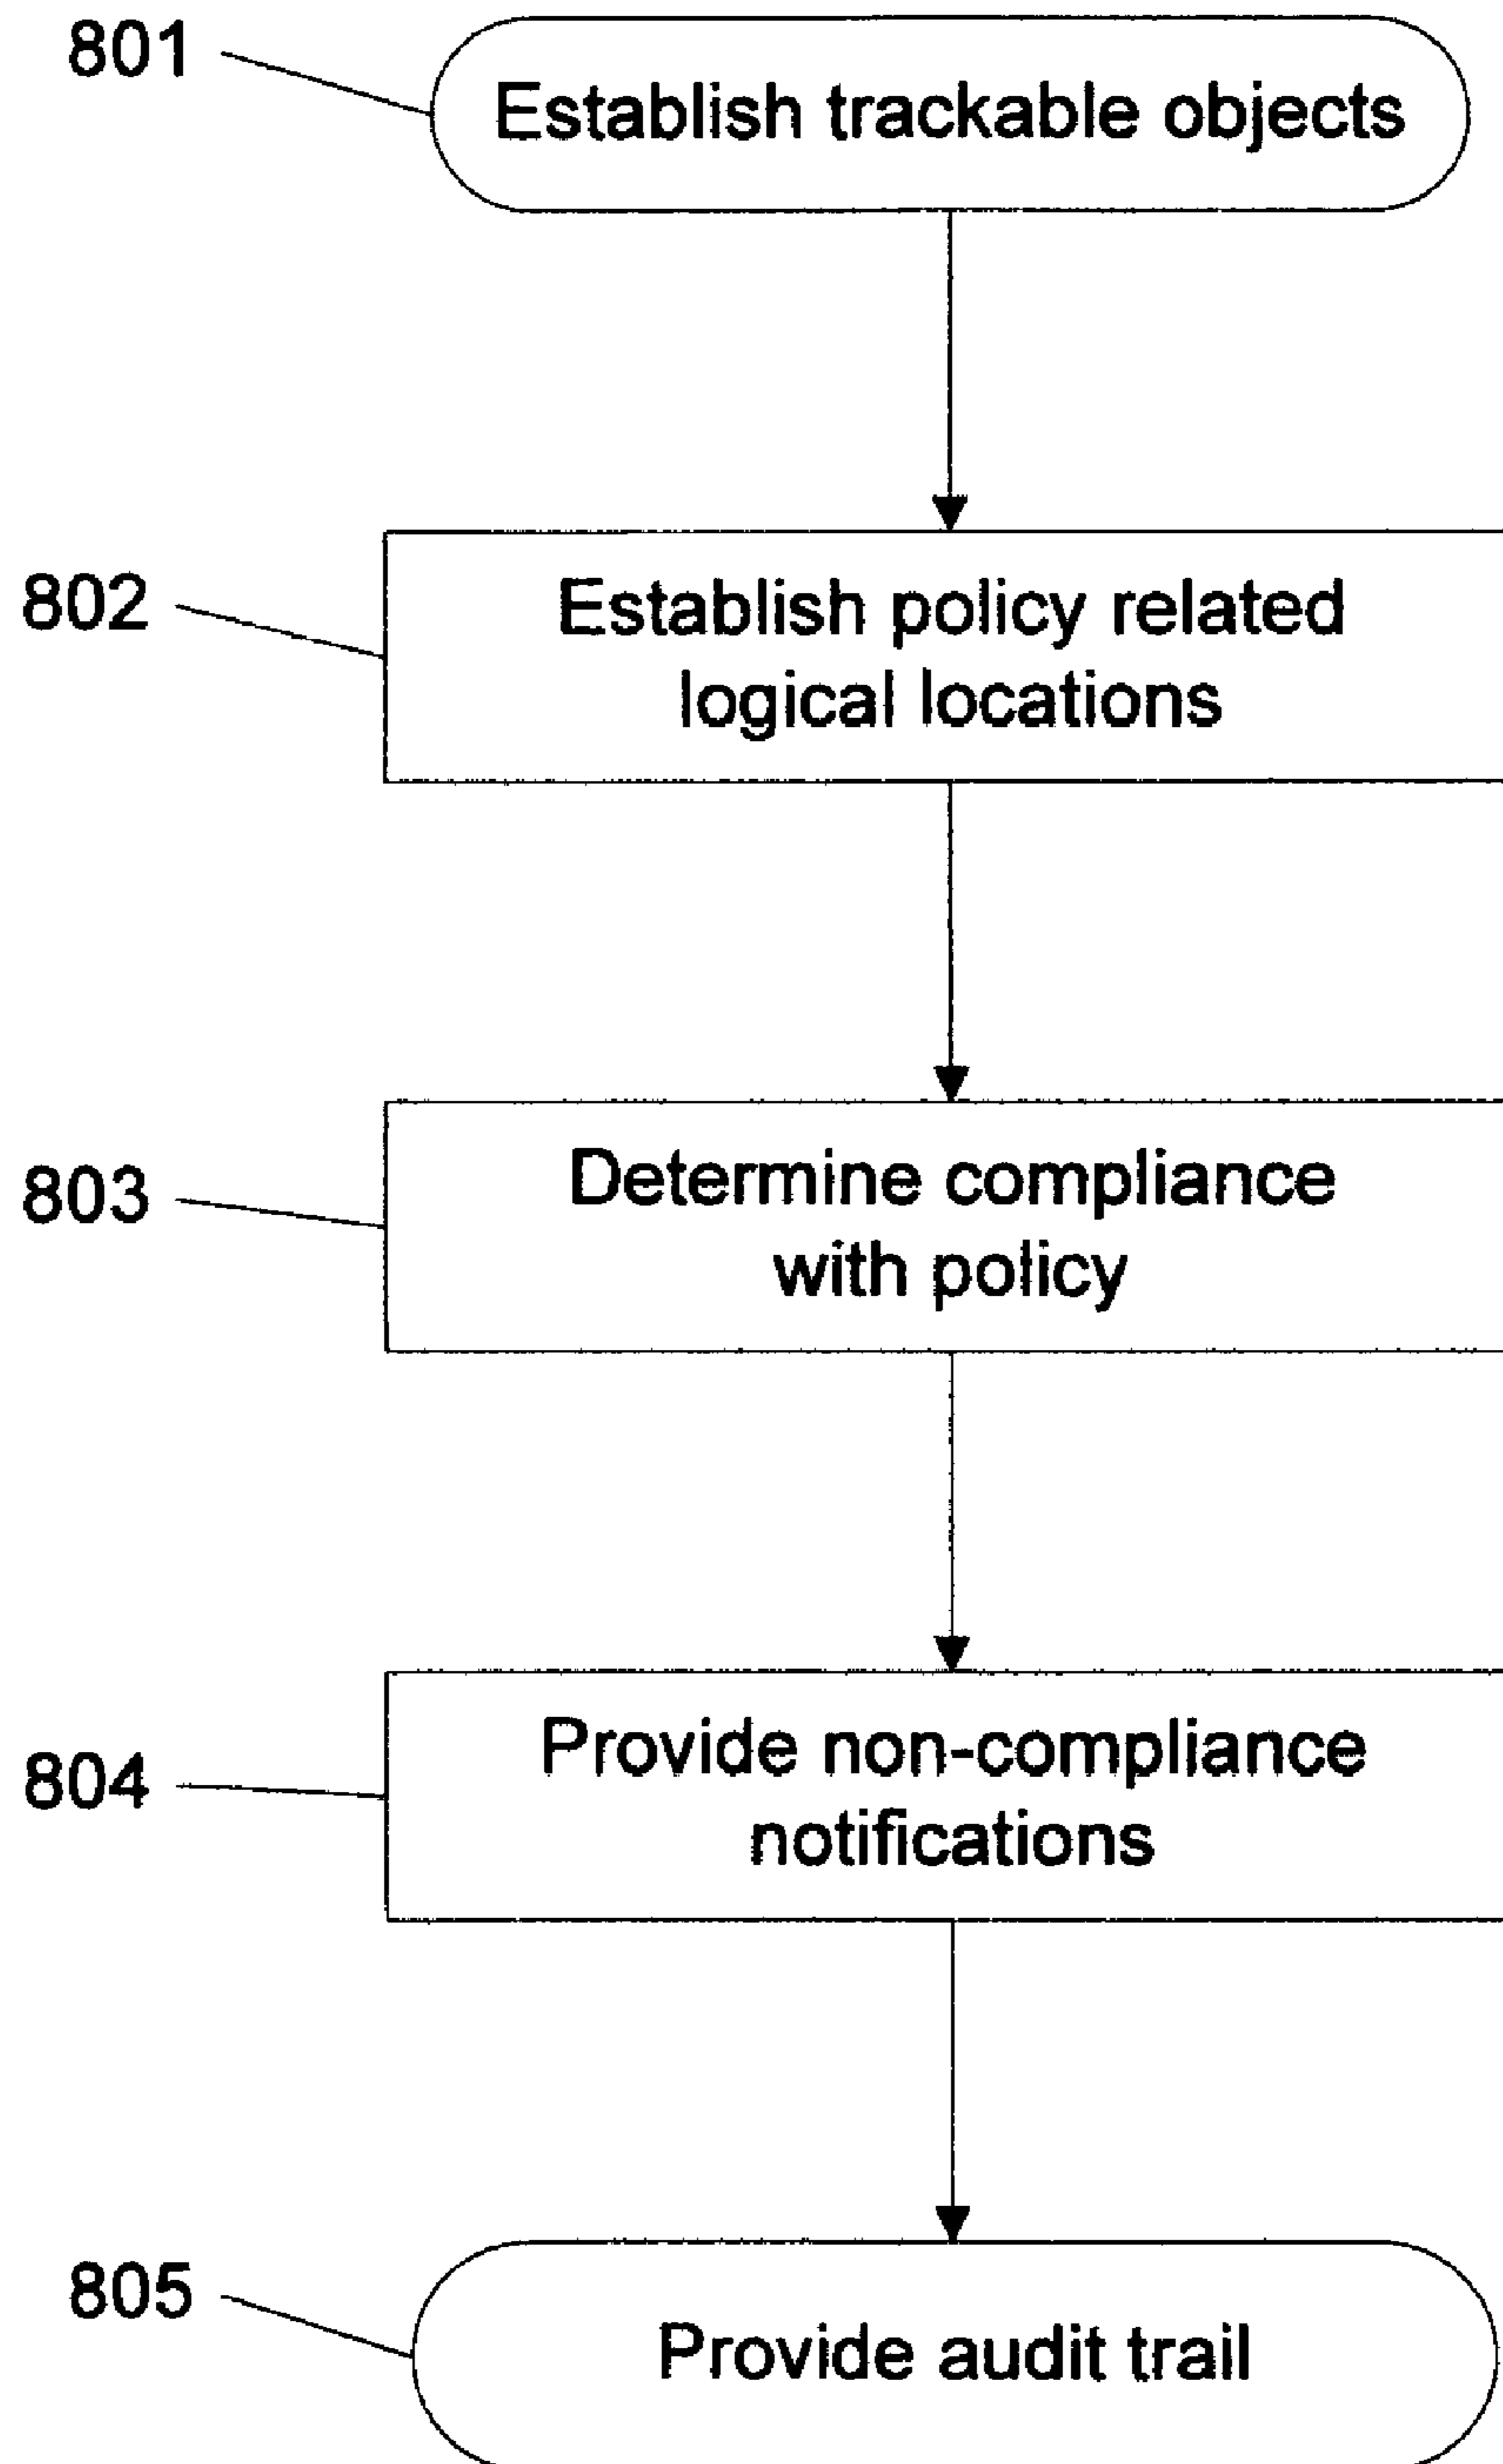 801
Establish trackable objects
802
Establish policy related
logical locations
803
Determine compliance
with policy
804
Provide non-compliance
notifications
805
Provide audit trail